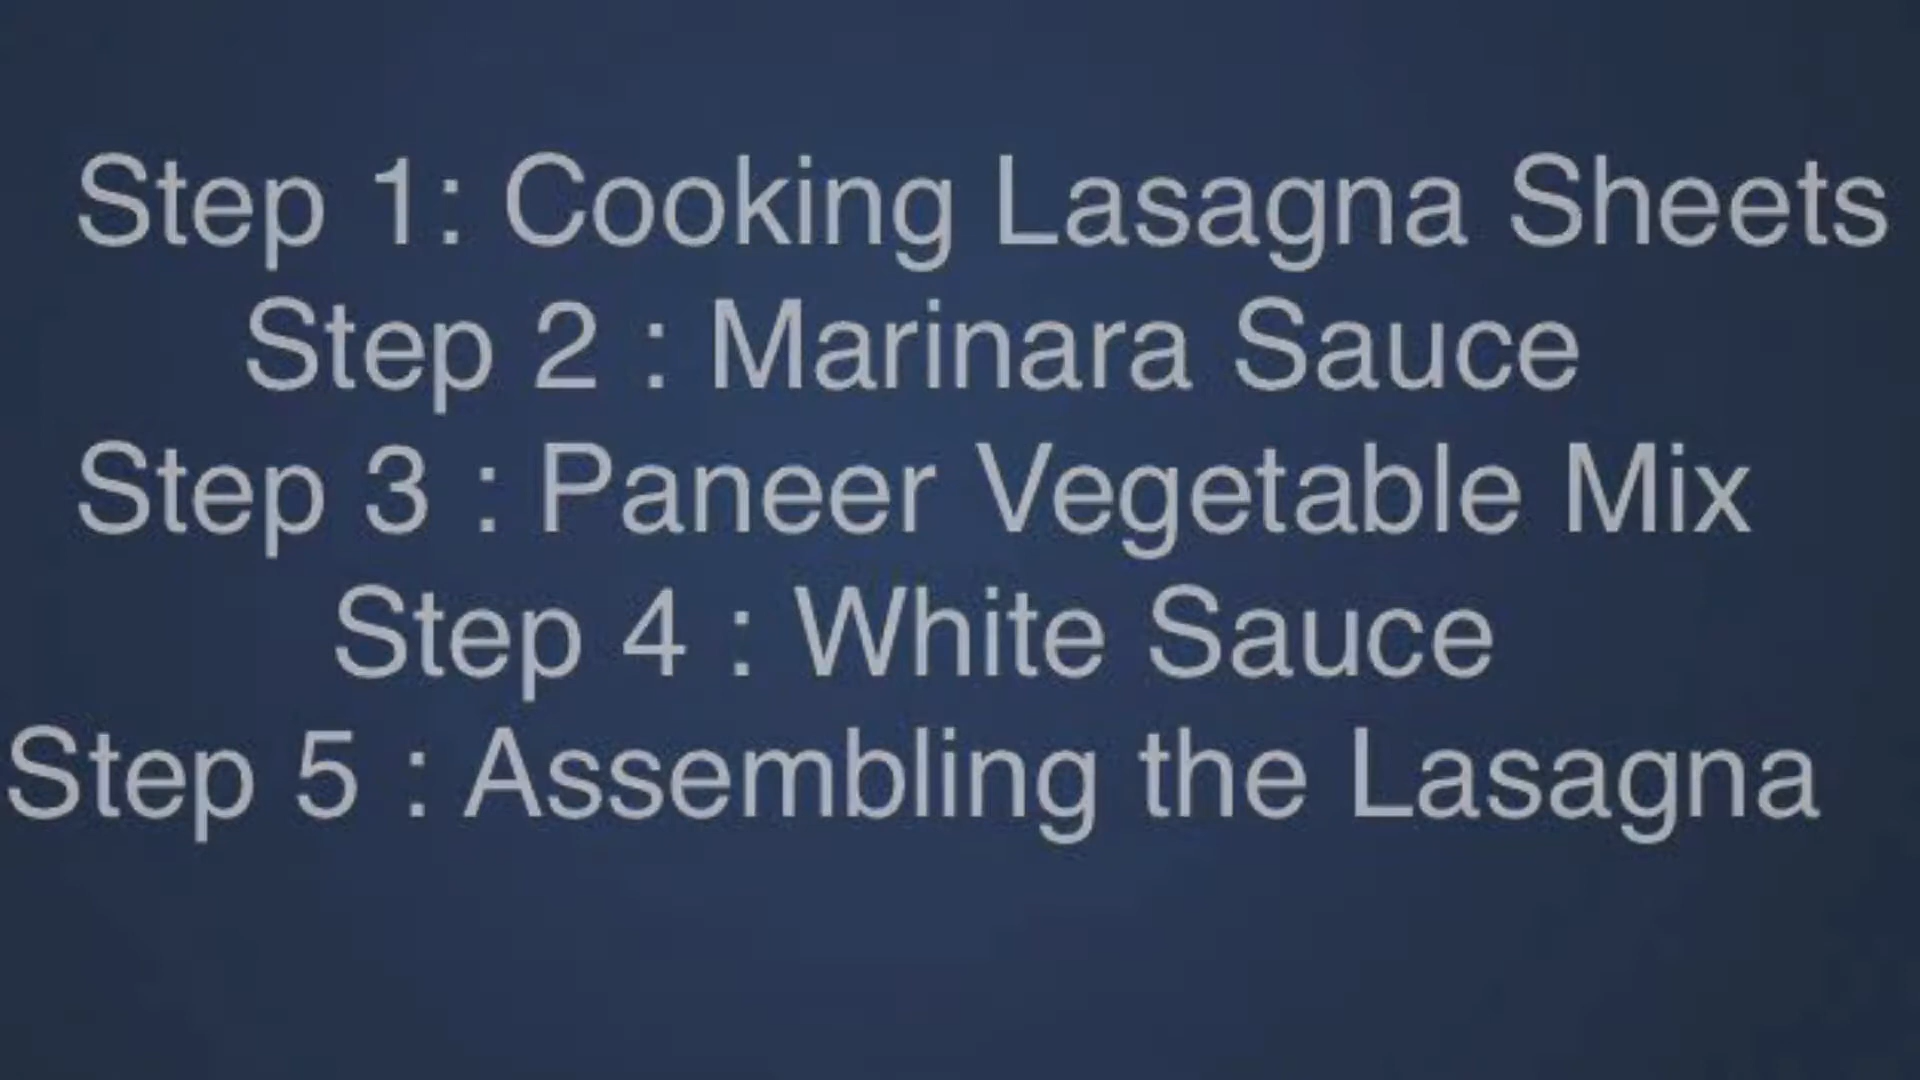 Step 1: Cooking Lasagna Sheets
Step 2 : Marinara Sauce
Step 3 : Paneer Vegetable Mix
Step 4 : White Sauce
Step 5 : Assembling the Lasagna